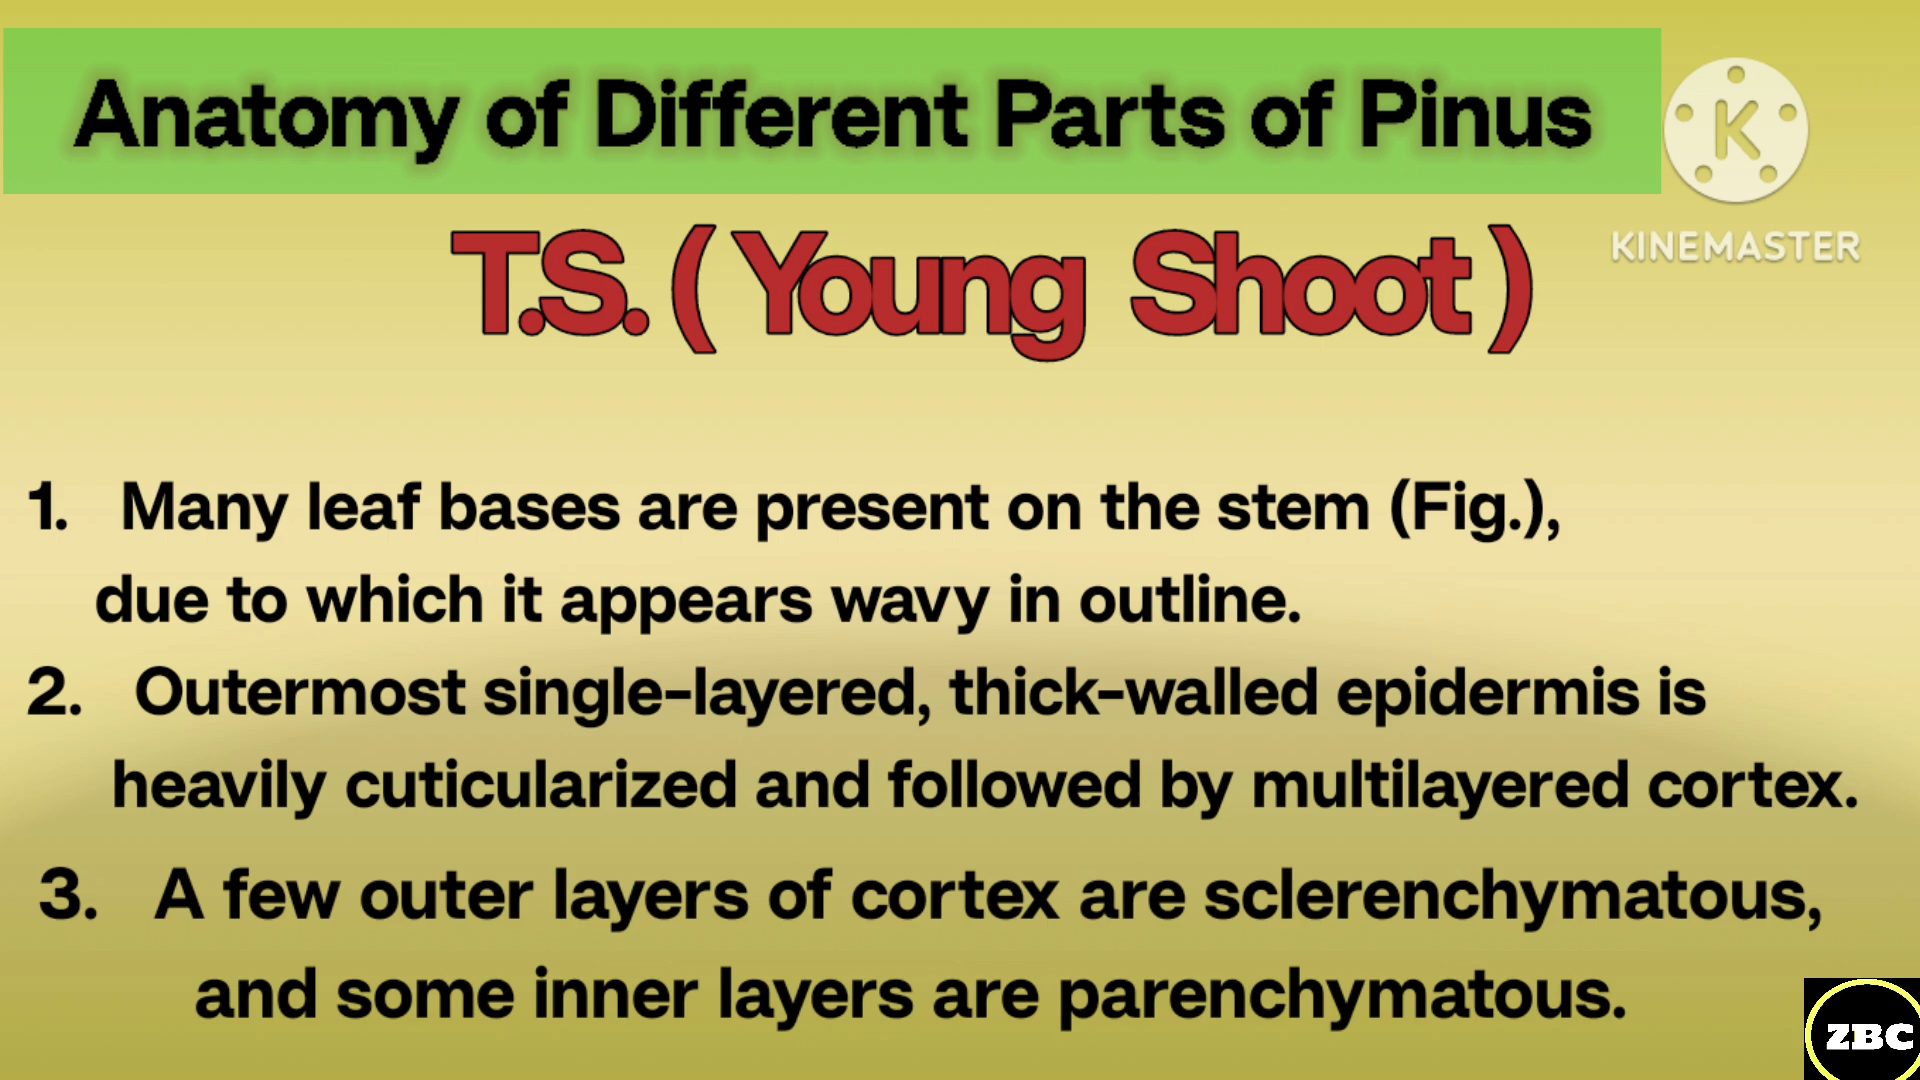 Anatomy of Different Parts of Pinus
K
KINEMASTER
T.S. ( Young Shoot )
1. Many leaf bases are present on the stem (Fig.),
due to which it appears wavy in outline.
2. Outermost single-layered, thick-walled epidermis is
heavily cuticularized and followed by multilayered cortex.
3. A few outer layers of cortex are sclerenchymatous,
and some inner layers are parenchymatous.
ZBC